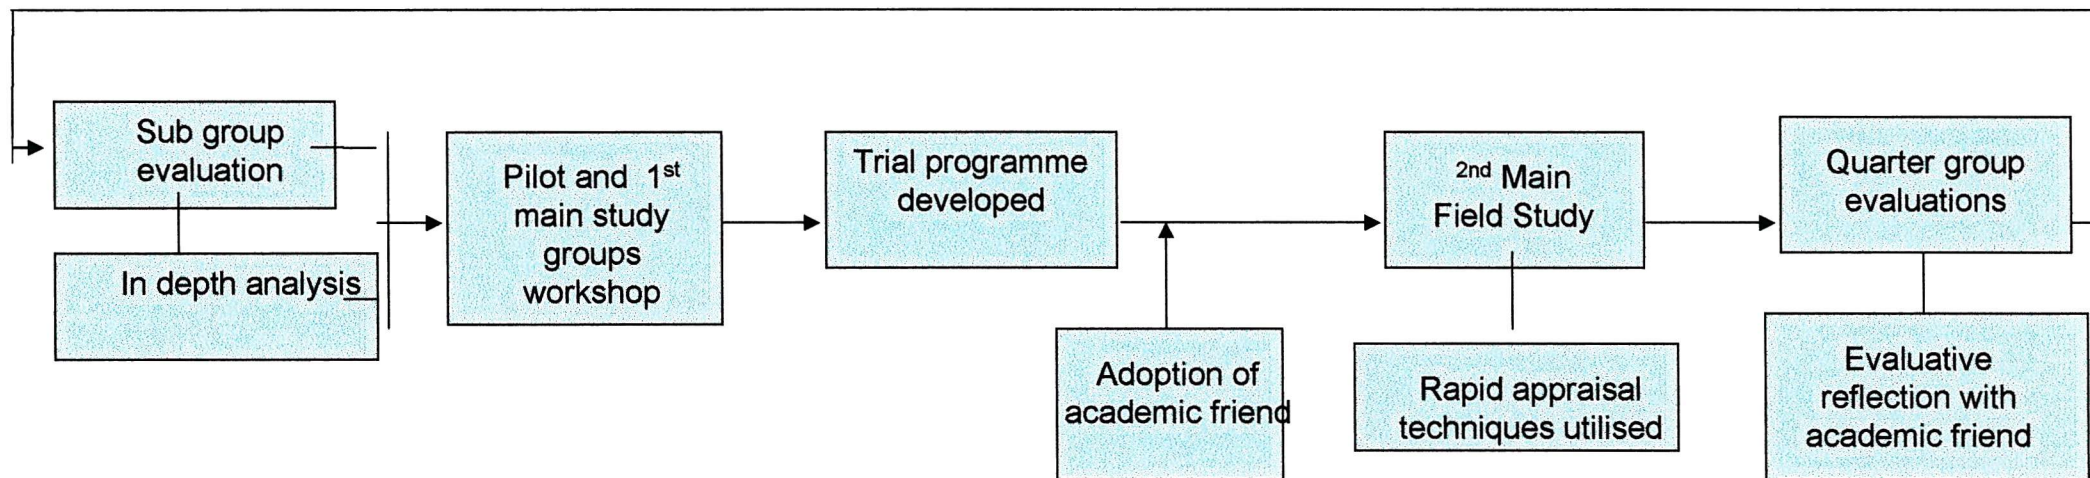 Sub group
evaluation
In depth analysis
Pilot and 1st
main study
groups
workshop
Trial programme
developed
Adoption of
academic friend
2nd Main
Field Study
Rapid appraisal
techniques utilised
Quarter group
evaluations
Evaluative
reflection with
academic friend